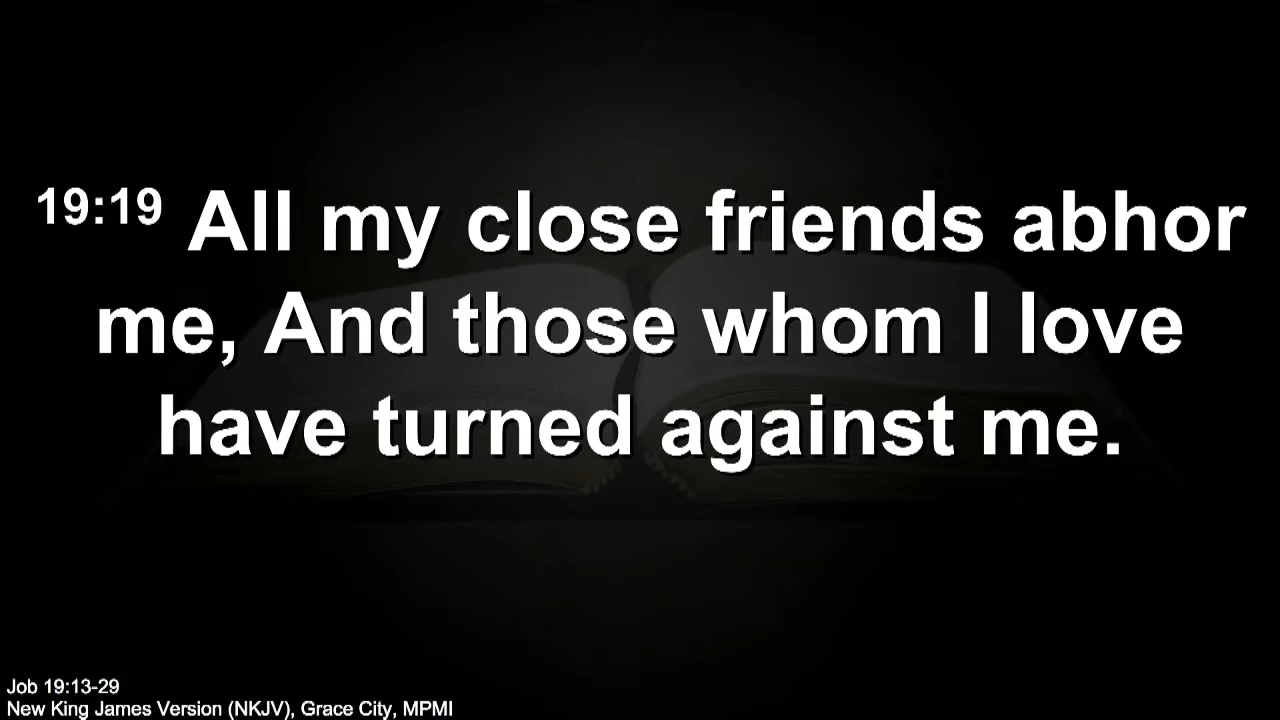 19:19 All my close friends abhor
me, And those whom I love
have turned against me.
Job 19:13-29
New King James Version (NKJV), Grace City, MPMI